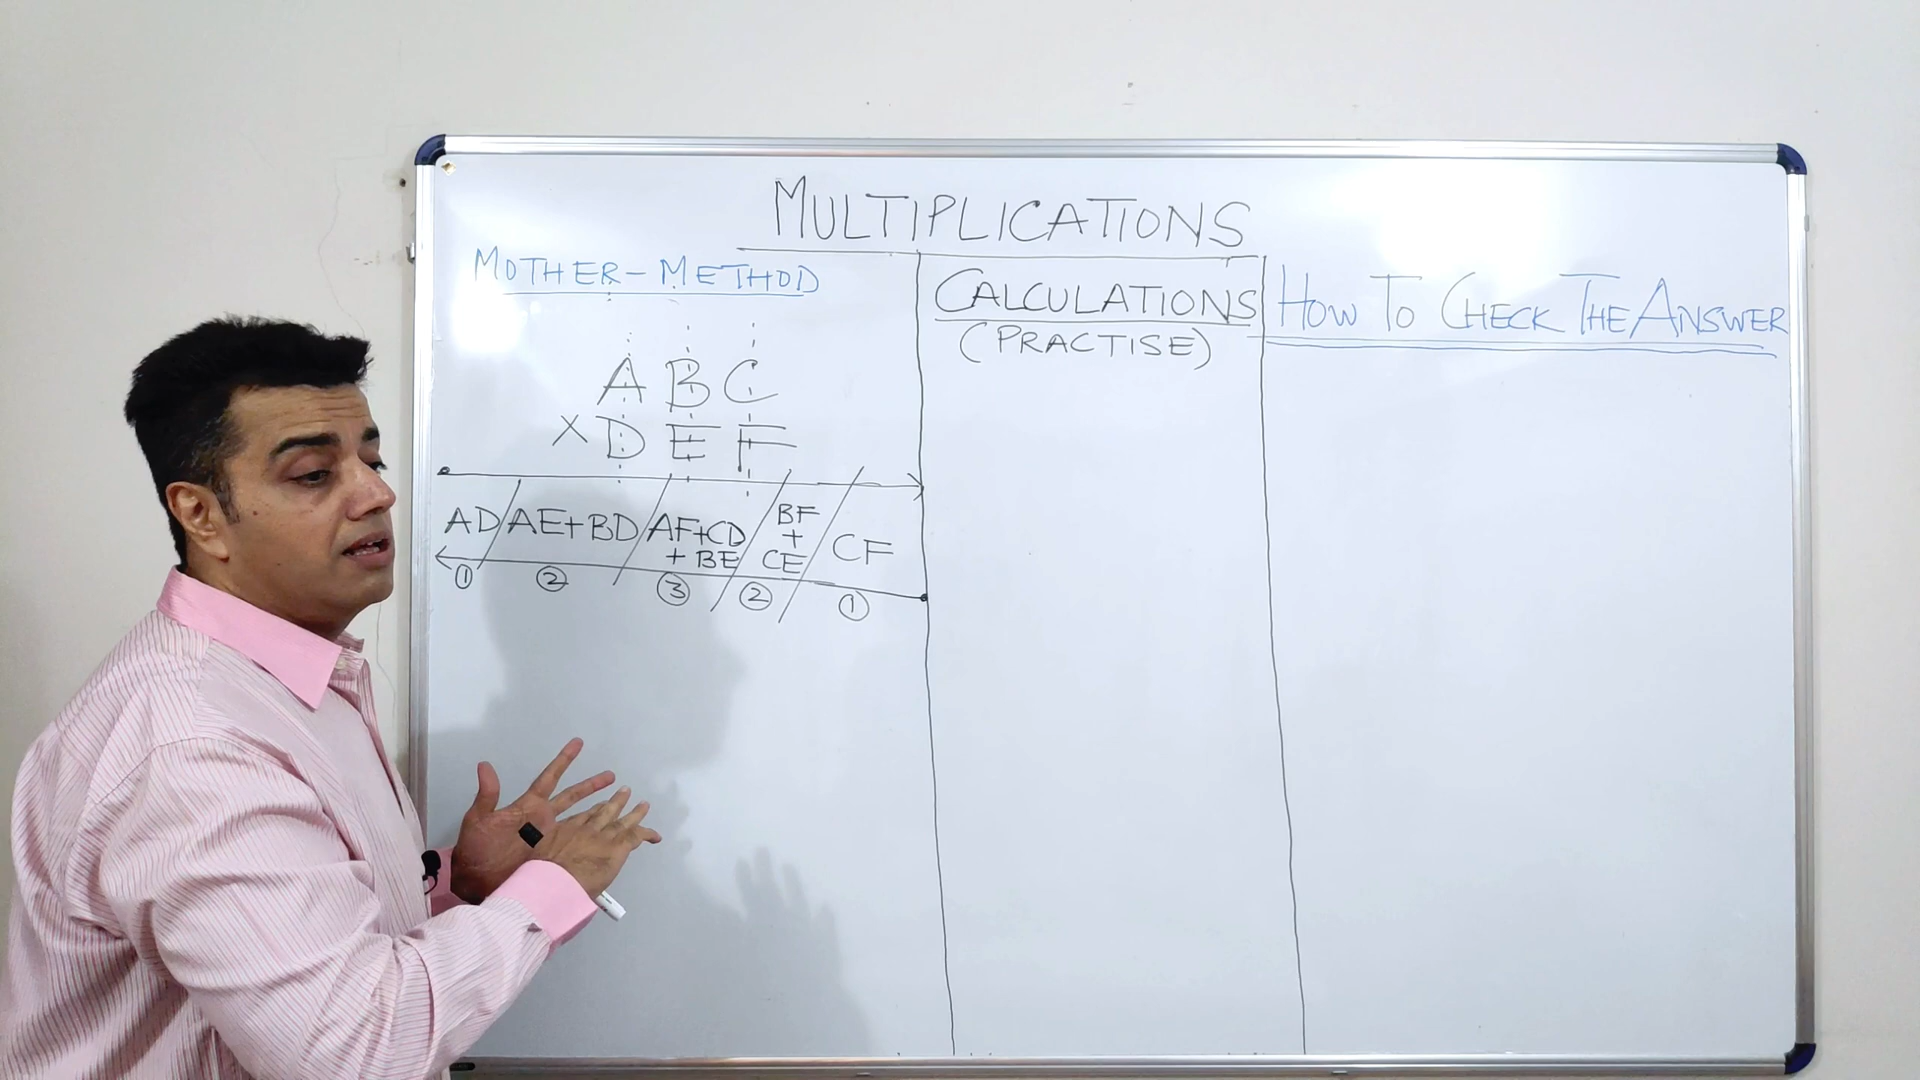 MULTIPLICATIONS
MOTHER-METHOD
A B C
X D E F
AD / AE+BD / AF+CD + BE / BF + CE / CF
① ② ③ ② ①
CALCULATIONS
(PRACTISE)
HOW TO CHECK THE ANSWER